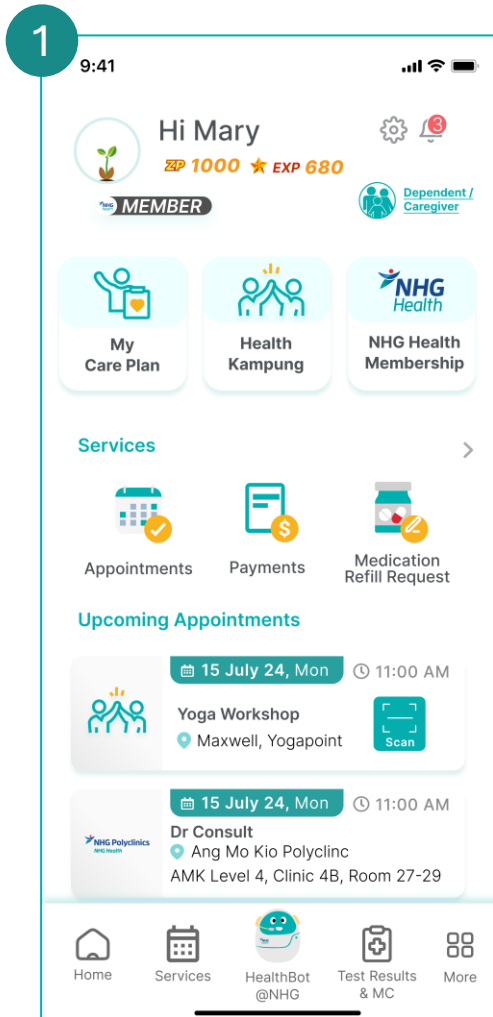 1
9:41
Hi Mary
3
ZP 1000 EXP 680
NHG MEMBER
Dependent /
Caregiver
NHG
Health
My
Care Plan
Health
Kampung
NHG Health
Membership
Services
Appointments
Payments
$
Medication
Refill Request
Upcoming Appointments
15 July 24, Mon
11:00 AM
Yoga Workshop
Maxwell, Yogapoint
Scan
15 July 24, Mon
11:00 AM
NHG Polyclinics
NHG Health
Dr Consult
Ang Mo Kio Polyclinc
AMK Level 4, Clinic 4B, Room 27-29
Home
Services
HealthBot
@NHG
Test Results
& MC
More